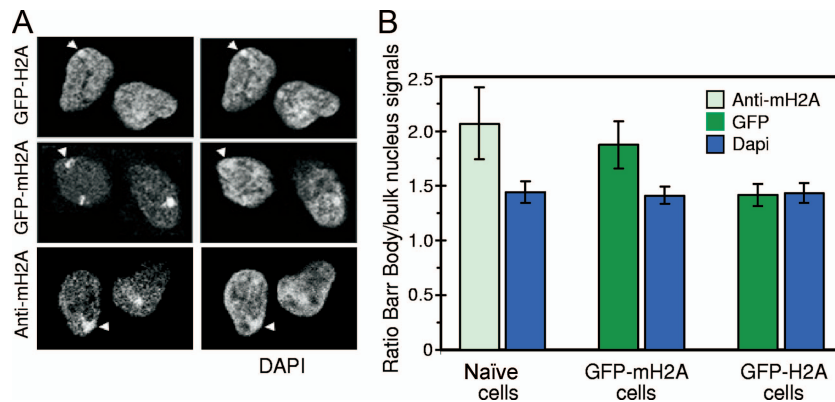 A
GFP-H2A
GFP-mH2A
Anti-mH2A
DAPI
B
Ratio Barr Body/bulk nucleus signals
2.5
2.0
1.5
1.0
0.5
0
Anti-mH2A
GFP
Dapi
Naïve
cells
GFP-mH2A
cells
GFP-H2A
cells